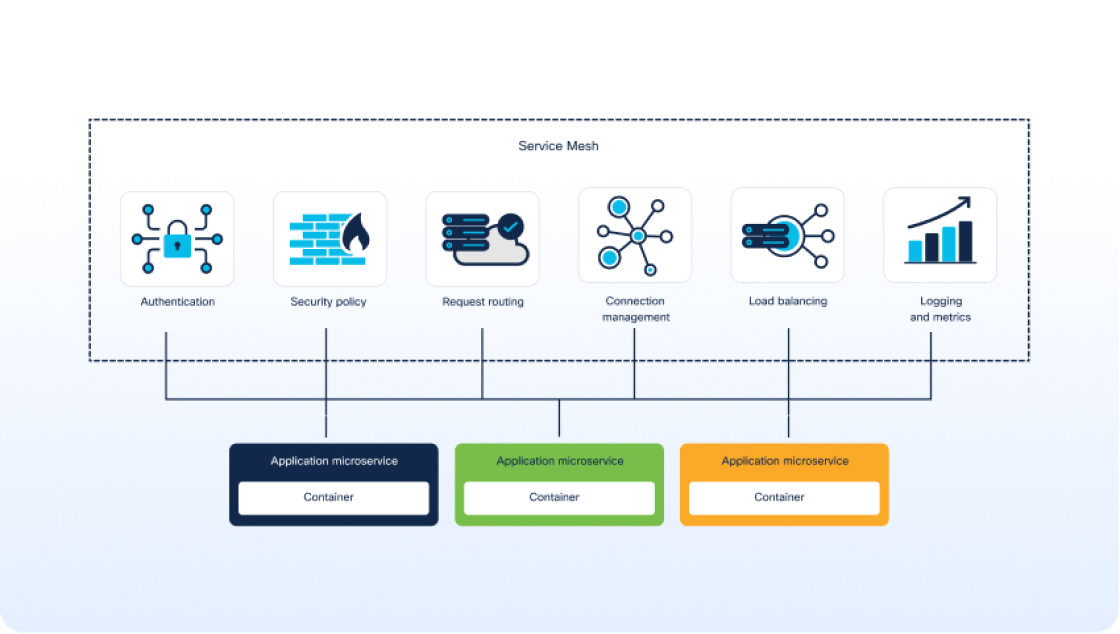 Service Mesh
Authentication
Security policy
Request routing
Connection
management
Load balancing
Logging
and metrics
Application microservice
Container
Application microservice
Container
Application microservice
Container